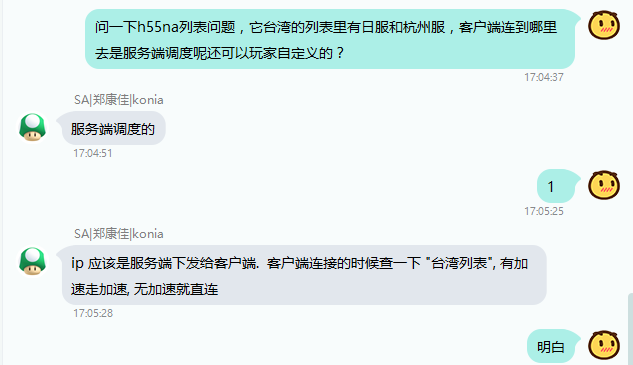 问一下h55na列表问题，它台湾的列表里有日服和杭州服，客户端连到哪里
去是服务端调度呢还可以玩家自定义的？
17:04:37
SA|郑康佳|konia
服务端调度的
17:04:51
1
17:05:25
SA|郑康佳|konia
ip 应该是服务端下发给客户端.  客户端连接的时候查一下 "台湾列表", 有加
速走加速, 无加速就直连
17:05:28
明白